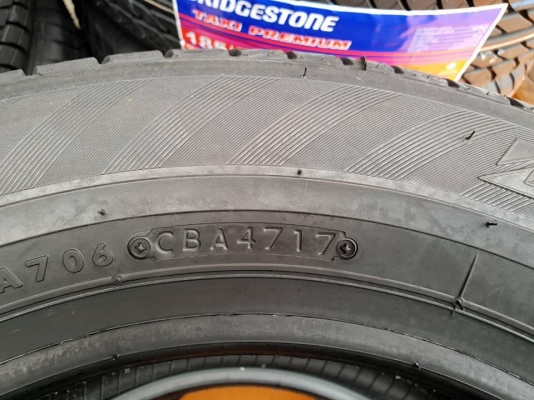 BRIDGESTONE
TAXI PREMIUM
A706 CBA4717